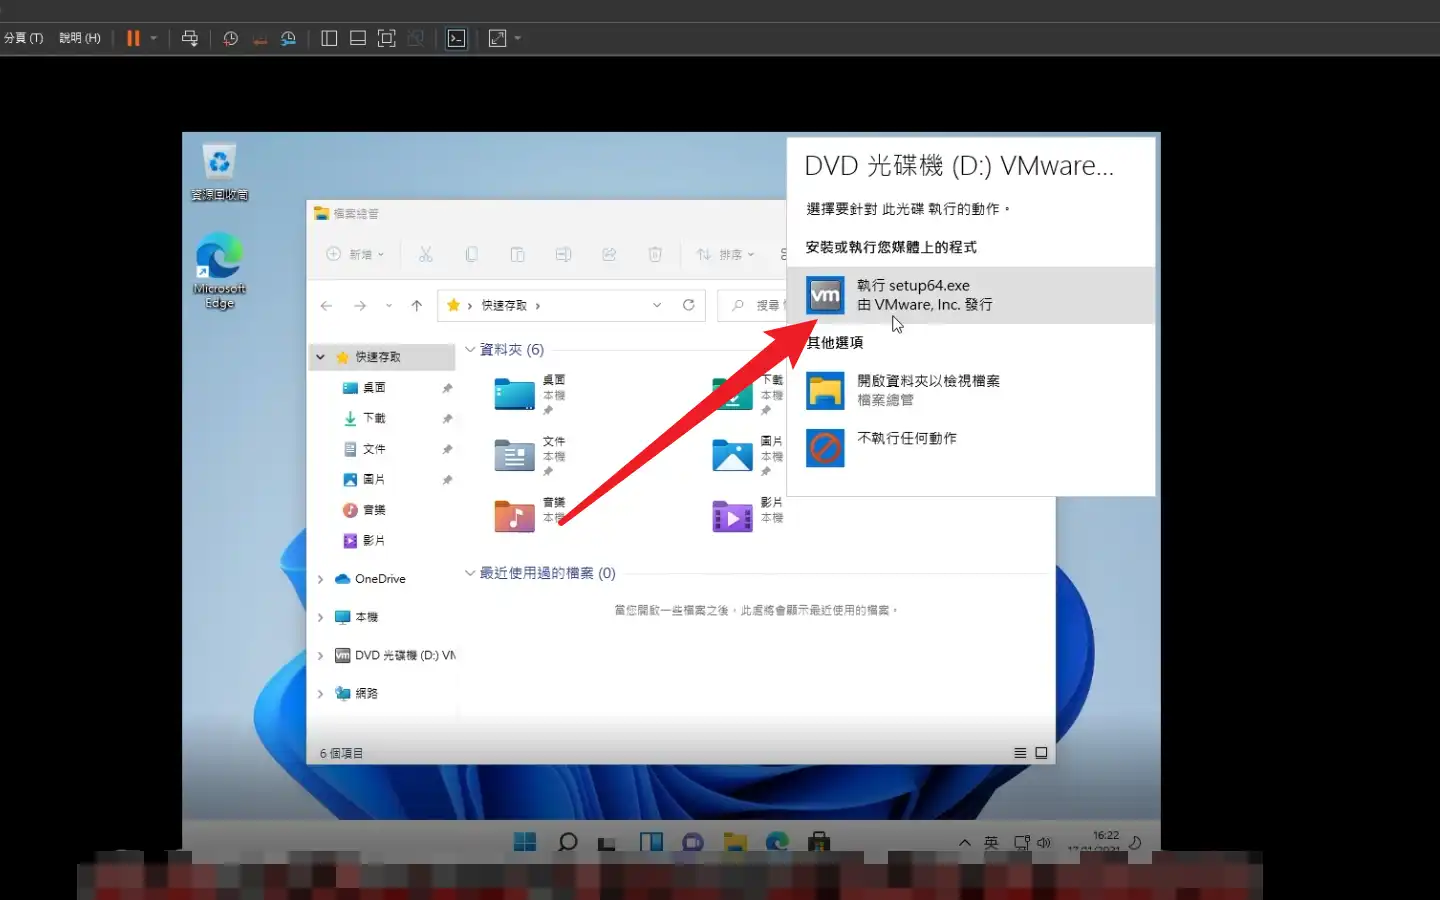 分頁 (T) 說明 (H)
資源回收筒
Microsoft
Edge
檔案總管
新增
排序
快速存取
搜尋
快速存取
桌面
下載
文件
圖片
音樂
影片
OneDrive
本機
DVD 光碟機 (D:) VM
網路
資料夾 (6)
桌面
本機
下載
本機
文件
本機
圖片
本機
音樂
本機
影片
本機
最近使用過的檔案 (0)
當您開啟一些檔案之後，此處將會顯示最近使用的檔案。
6 個項目
DVD 光碟機 (D:) VMware...
選擇要針對 此光碟 執行的動作。
安裝或執行您媒體上的程式
vm
執行 setup64.exe
由 VMware, Inc. 發行
其他選項
開啟資料夾以檢視檔案
檔案總管
不執行任何動作
英
16:22